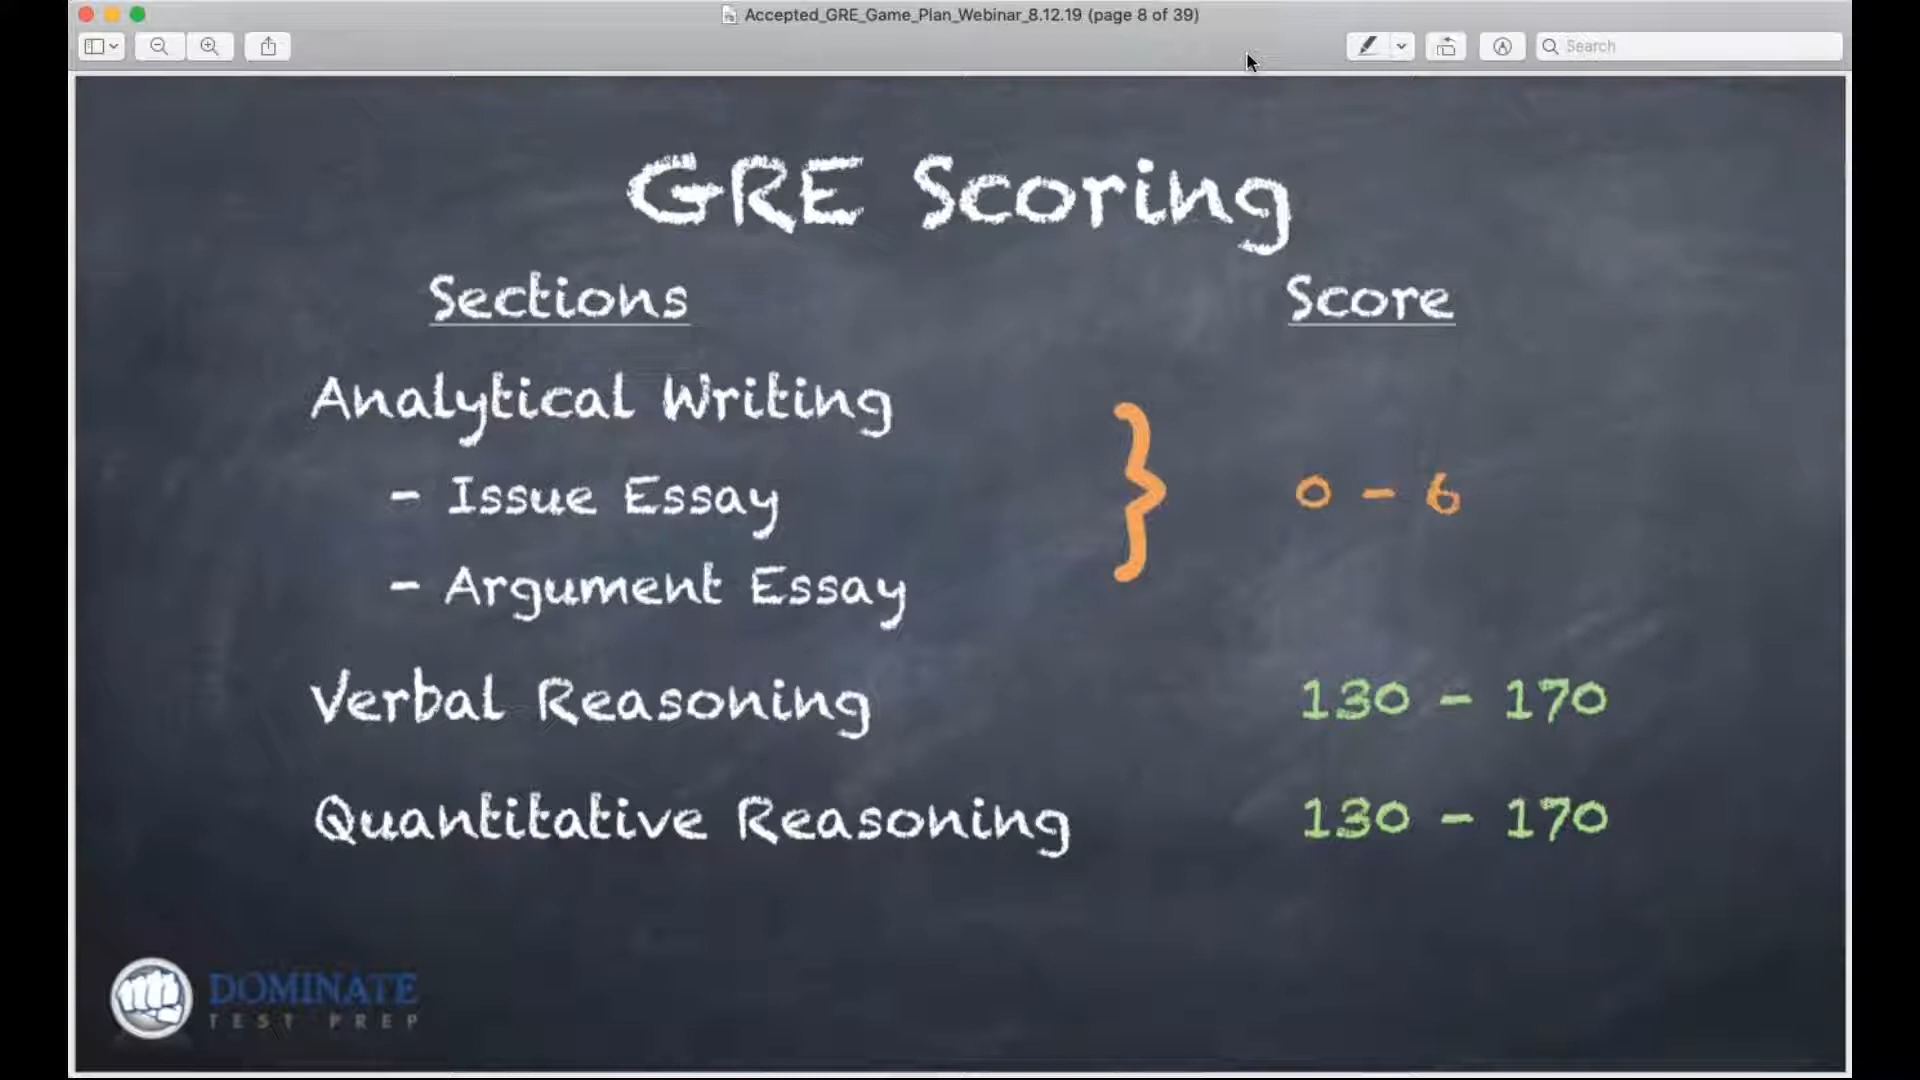 Accepted_GRE_Game_Plan_Webinar_8.12.19 (page 8 of 39)
Search
GRE Scoring
Sections Score
Analytical Writing
- Issue Essay 0 - 6
- Argument Essay
Verbal Reasoning 130 - 170
Quantitative Reasoning 130 - 170
DOMINATE
TEST PREP